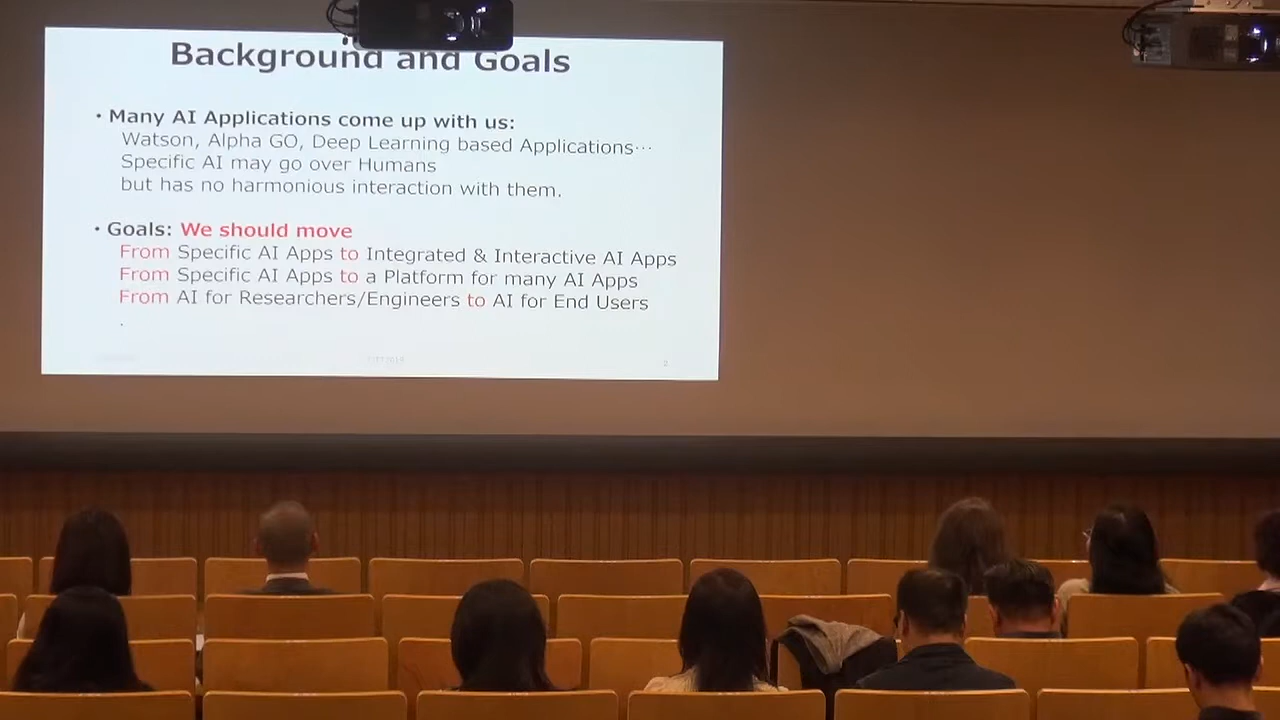 Background and Goals
• Many AI Applications come up with us:
Watson, Alpha GO, Deep Learning based Applications…
Specific AI may go over Humans
but has no harmonious interaction with them.
• Goals: We should move
From Specific AI Apps to Integrated & Interactive AI Apps
From Specific AI Apps to a Platform for many AI Apps
From AI for Researchers/Engineers to AI for End Users
.
2